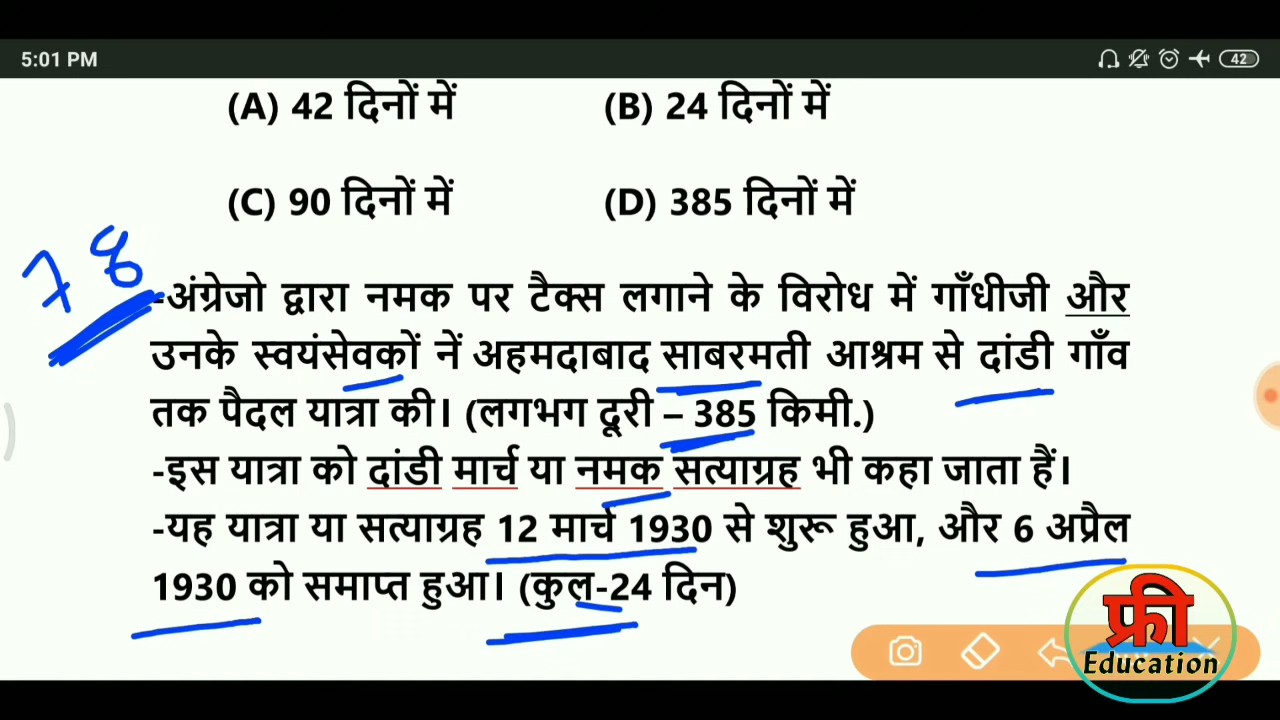 5:01 PM
42
(A) 42 दिनों में (B) 24 दिनों में
(C) 90 दिनों में (D) 385 दिनों में
78
-अंग्रेजो द्वारा नमक पर टैक्स लगाने के विरोध में गाँधीजी और
उनके स्वयंसेवकों नें अहमदाबाद साबरमती आश्रम से दांडी गाँव
तक पैदल यात्रा की। (लगभग दूरी – 385 किमी.)
-इस यात्रा को दांडी मार्च या नमक सत्याग्रह भी कहा जाता हैं।
-यह यात्रा या सत्याग्रह 12 मार्च 1930 से शुरू हुआ, और 6 अप्रैल
1930 को समाप्त हुआ। (कुल-24 दिन)
फ्री
Education